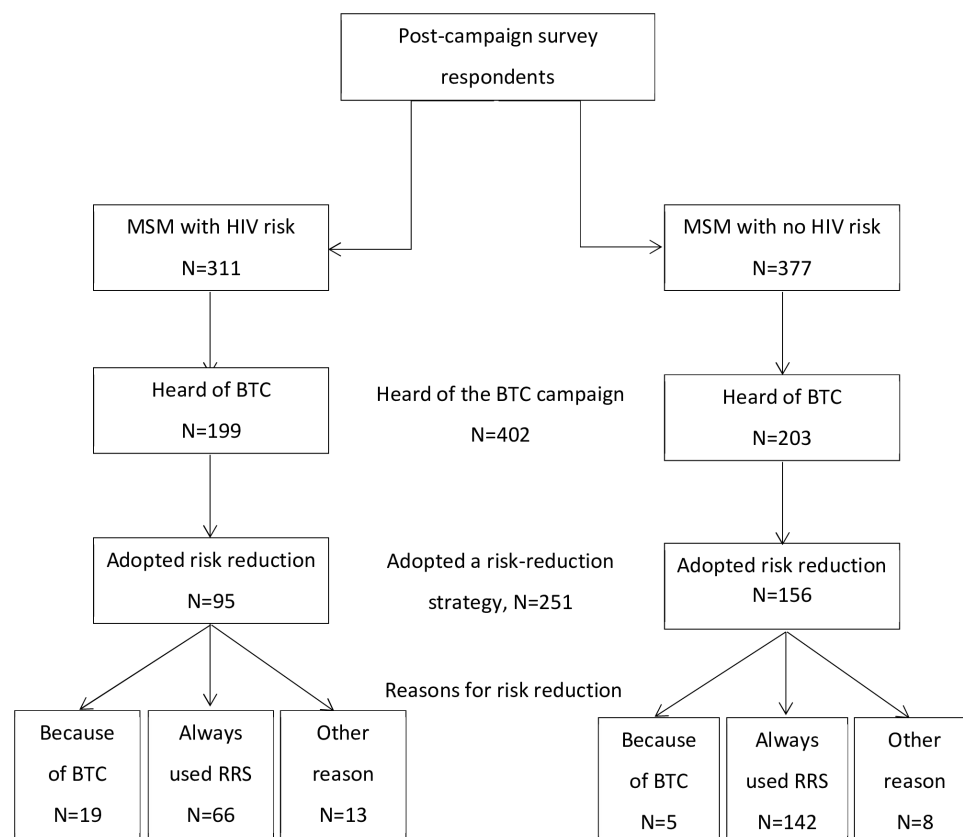 Post-campaign survey
respondents
MSM with HIV risk
N=311
MSM with no HIV risk
N=377
Heard of BTC
N=199
Heard of the BTC campaign
N=402
Heard of BTC
N=203
Adopted risk reduction
N=95
Adopted a risk-reduction
strategy, N=251
Adopted risk reduction
N=156
Reasons for risk reduction
Because
of BTC
N=19
Always
used RRS
N=66
Other
reason
N=13
Because
of BTC
N=5
Always
used RRS
N=142
Other
reason
N=8